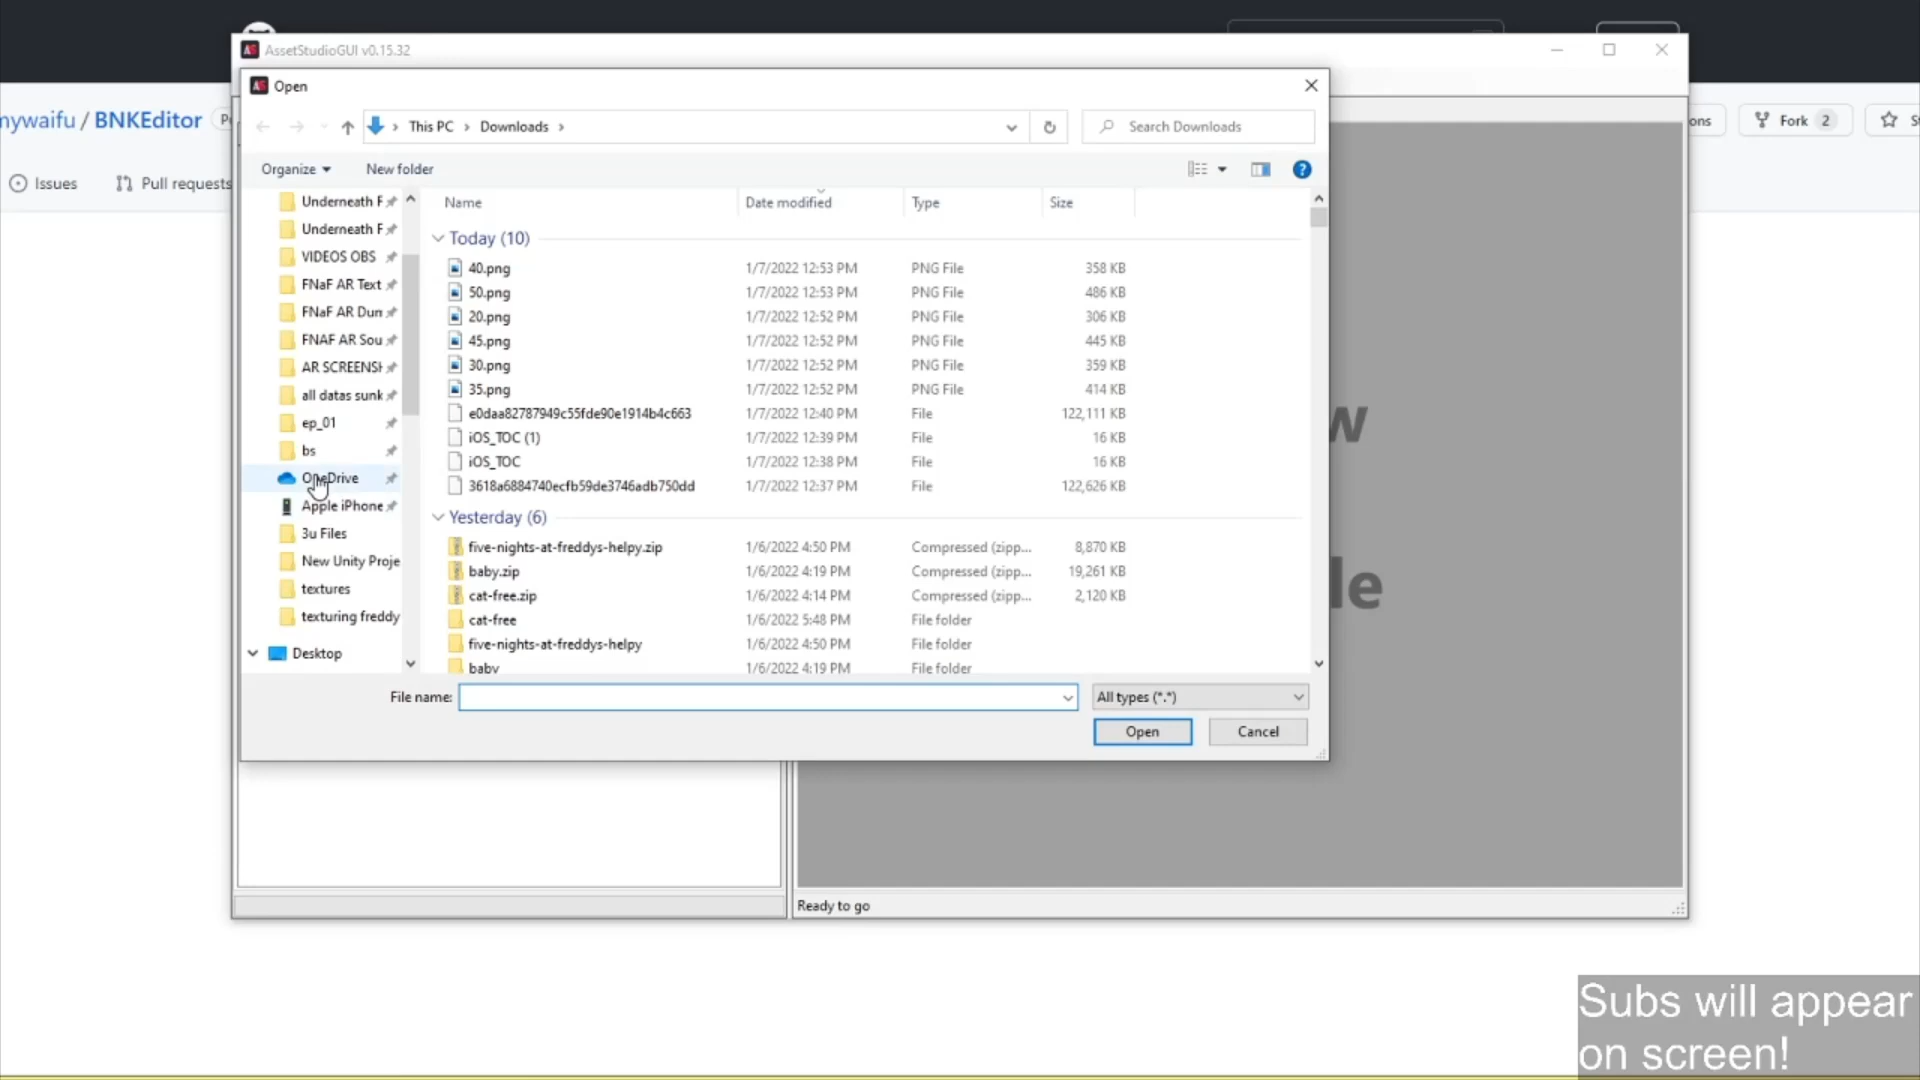 AssetStudioGUI v0.15.32
Open
mywaifu / BNKEditor
This PC > Downloads >
Search Downloads
Fork 2
Issues
Pull requests
Organize
New folder
Name
Date modified
Type
Size
Underneath F
Underneath F
VIDEOS OBS
FNaF AR Text
FNaF AR Dun
FNAF AR Sou
AR SCREENSH
all datas sunk
ep_01
bs
OneDrive
Apple iPhone
3u Files
New Unity Proje
textures
texturing freddy
Desktop
Today (10)
40.png 1/7/2022 12:53 PM PNG File 358 KB
50.png 1/7/2022 12:53 PM PNG File 486 KB
20.png 1/7/2022 12:52 PM PNG File 306 KB
45.png 1/7/2022 12:52 PM PNG File 445 KB
30.png 1/7/2022 12:52 PM PNG File 359 KB
35.png 1/7/2022 12:52 PM PNG File 414 KB
e0daa82787949c55fde90e1914b4c663 1/7/2022 12:40 PM File 122,111 KB
iOS_TOC (1) 1/7/2022 12:39 PM File 16 KB
iOS_TOC 1/7/2022 12:38 PM File 16 KB
3618a6884740ecfb59de3746adb750dd 1/7/2022 12:37 PM File 122,626 KB
Yesterday (6)
five-nights-at-freddys-helpy.zip 1/6/2022 4:50 PM Compressed (zipp... 8,870 KB
baby.zip 1/6/2022 4:19 PM Compressed (zipp... 19,261 KB
cat-free.zip 1/6/2022 4:14 PM Compressed (zipp... 2,120 KB
cat-free 1/6/2022 5:48 PM File folder
five-nights-at-freddys-helpy 1/6/2022 4:50 PM File folder
baby 1/6/2022 4:19 PM File folder
File name:
All types (*.*)
Open
Cancel
w
le
Ready to go
Subs will appear
on screen!